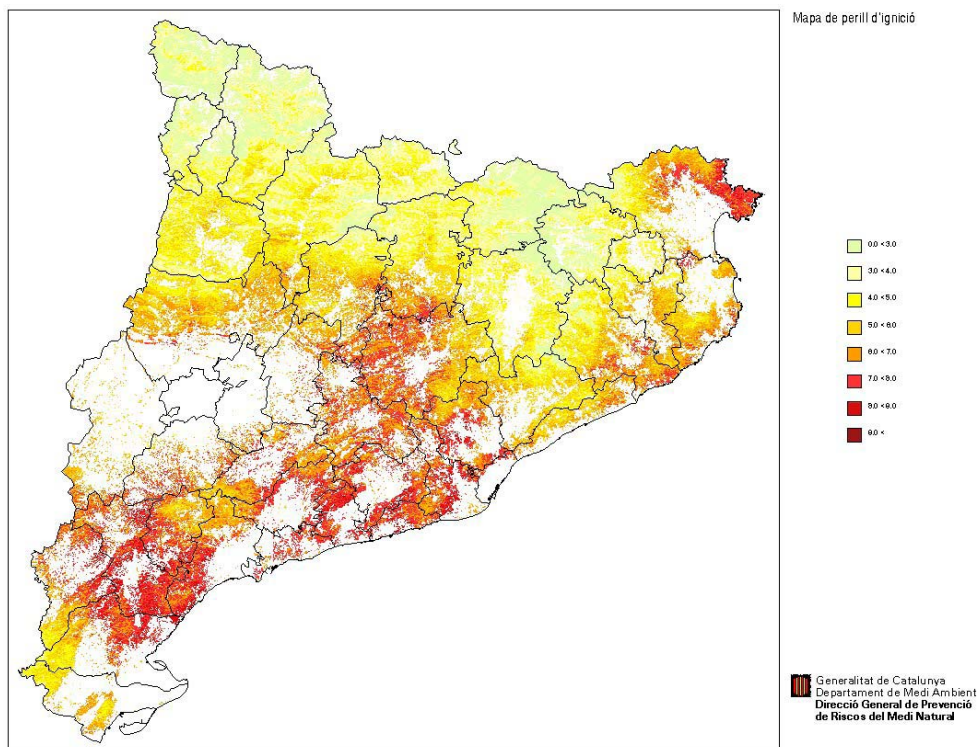 Mapa de perill d'ignició
0.0 < 3.0
3.0 < 4.0
4.0 < 5.0
5.0 < 6.0
6.0 < 7.0
7.0 < 8.0
8.0 < 9.0
9.0 <
Generalitat de Catalunya
Departament de Medi Ambient
Direcció General de Prevenció
de Riscos del Medi Natural